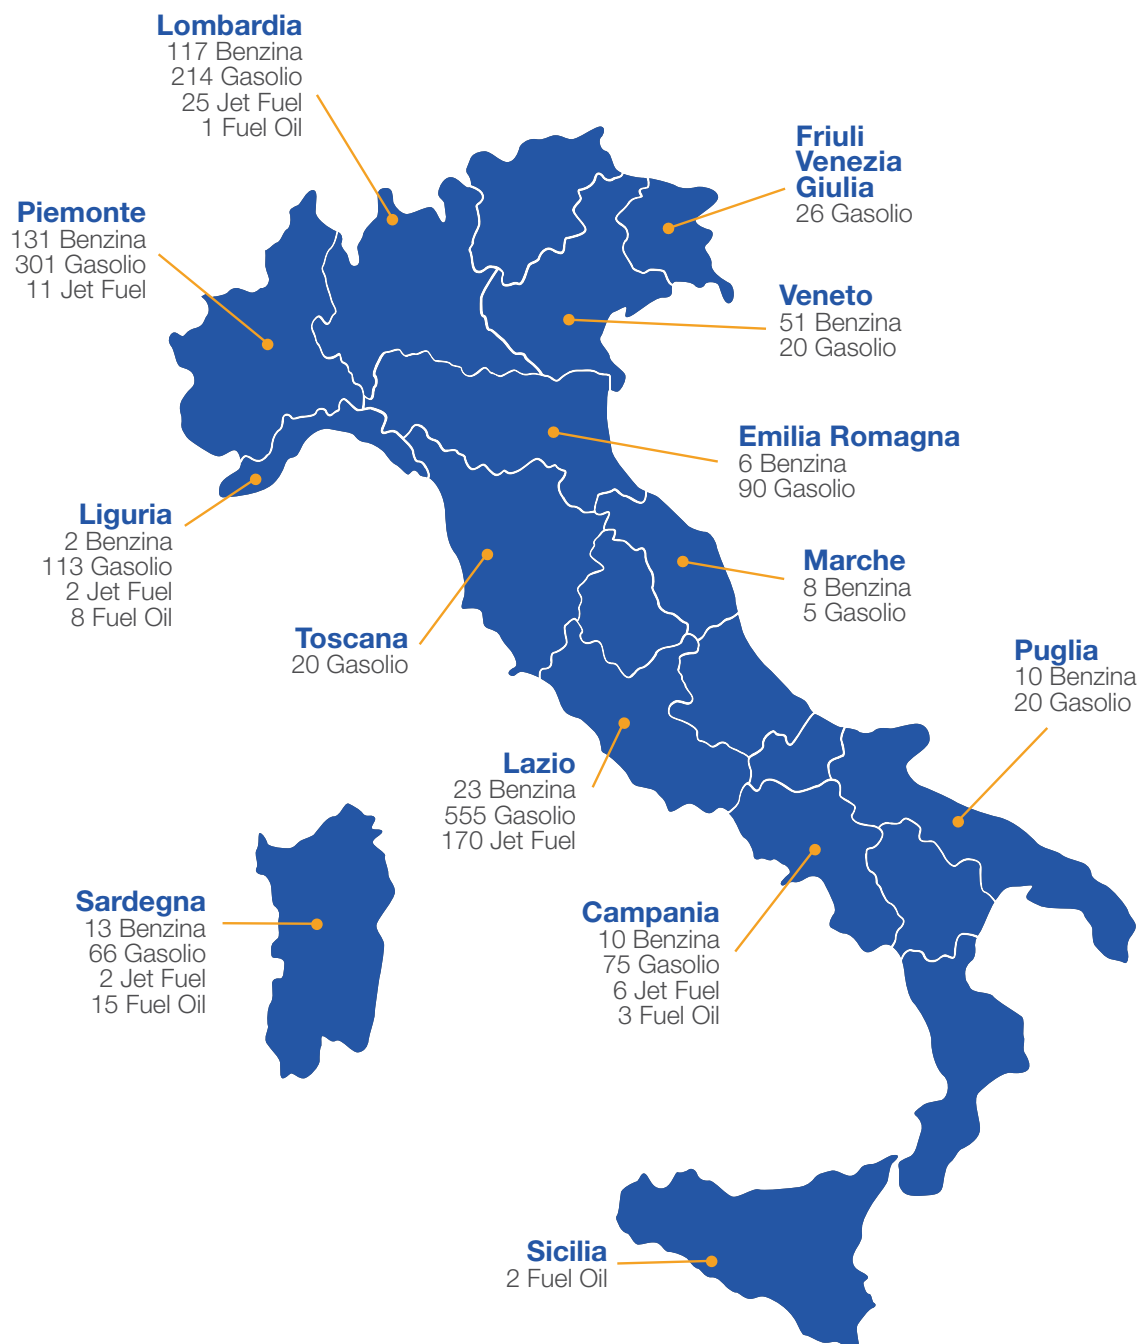 Lombardia
117 Benzina
214 Gasolio
25 Jet Fuel
1 Fuel Oil
Friuli
Venezia
Giulia
26 Gasolio
Piemonte
131 Benzina
301 Gasolio
11 Jet Fuel
Veneto
51 Benzina
20 Gasolio
Emilia Romagna
6 Benzina
90 Gasolio
Liguria
2 Benzina
113 Gasolio
2 Jet Fuel
8 Fuel Oil
Marche
8 Benzina
5 Gasolio
Toscana
20 Gasolio
Puglia
10 Benzina
20 Gasolio
Lazio
23 Benzina
555 Gasolio
170 Jet Fuel
Sardegna
13 Benzina
66 Gasolio
2 Jet Fuel
15 Fuel Oil
Campania
10 Benzina
75 Gasolio
6 Jet Fuel
3 Fuel Oil
Sicilia
2 Fuel Oil